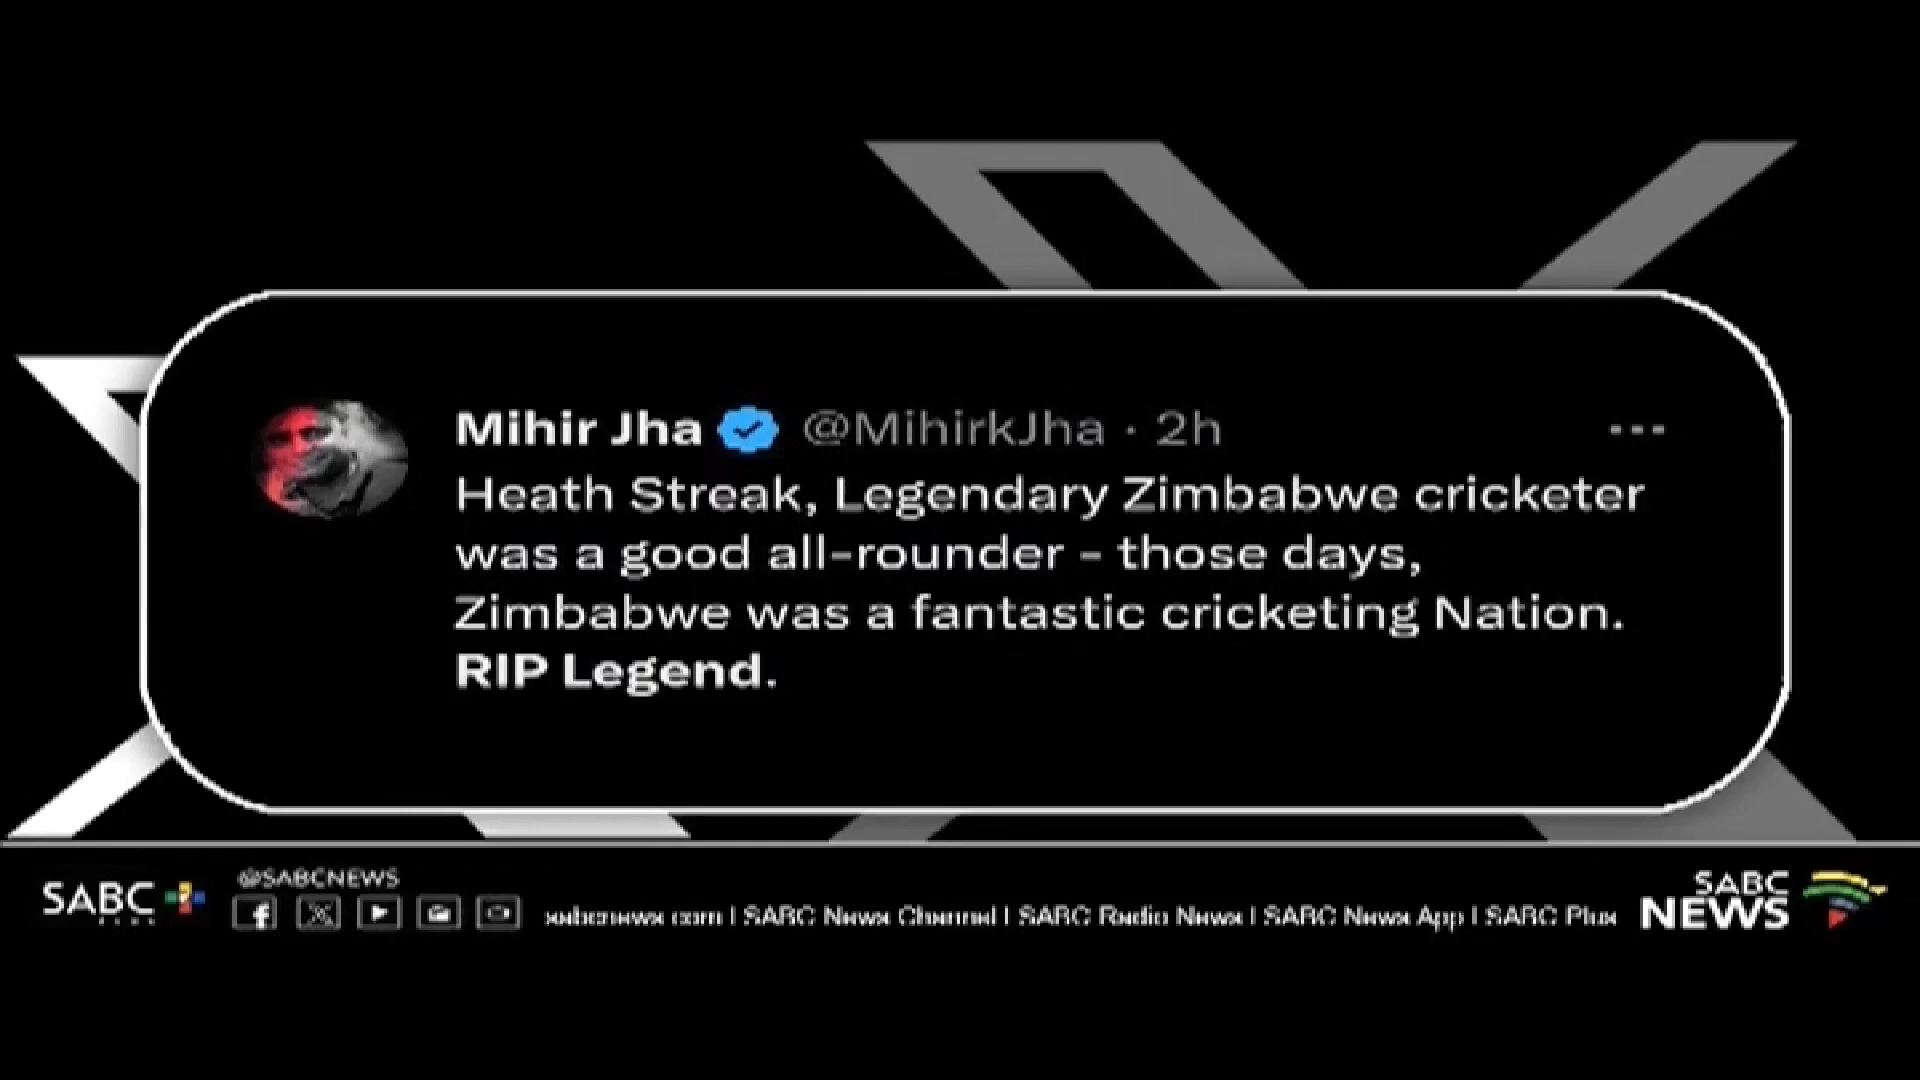 Mihir Jha @MihirkJha · 2h
Heath Streak, Legendary Zimbabwe cricketer
was a good all-rounder - those days,
Zimbabwe was a fantastic cricketing Nation.
RIP Legend.
SABC
@SABCNEWS
sabcnews.com | SABC News Channel | SABC Radio News | SABC News App | SABC Plus
SABC
NEWS